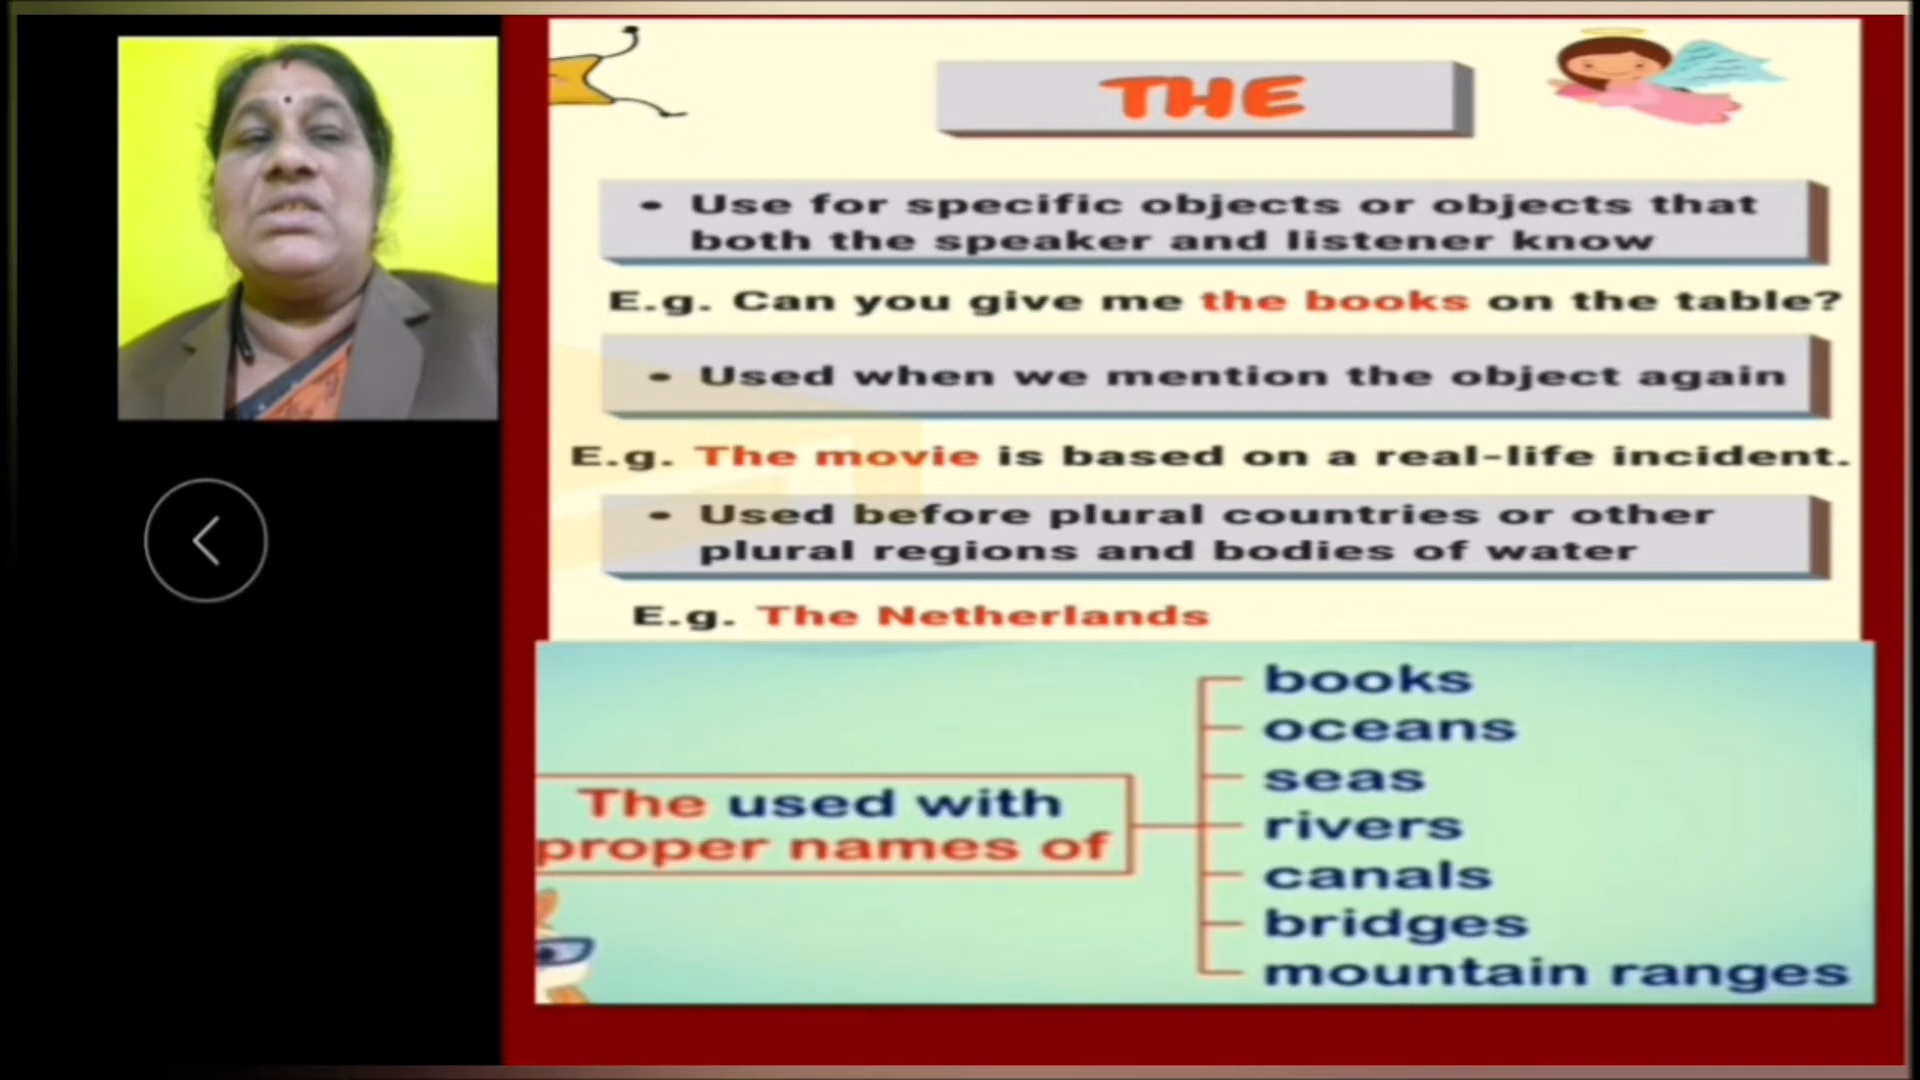 THE
• Use for specific objects or objects that
both the speaker and listener know
E.g. Can you give me the books on the table?
• Used when we mention the object again
E.g. The movie is based on a real-life incident.
• Used before plural countries or other
plural regions and bodies of water
E.g. The Netherlands
The used with
proper names of
books
oceans
seas
rivers
canals
bridges
mountain ranges